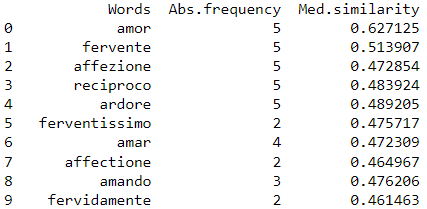 Words Abs.frequency Med.similarity
0 amor 5 0.627125
1 fervente 5 0.513907
2 affezione 5 0.472854
3 reciproco 5 0.483924
4 ardore 5 0.489205
5 ferventissimo 2 0.475717
6 amar 4 0.472309
7 affectione 2 0.464967
8 amando 3 0.476206
9 fervidamente 2 0.461463